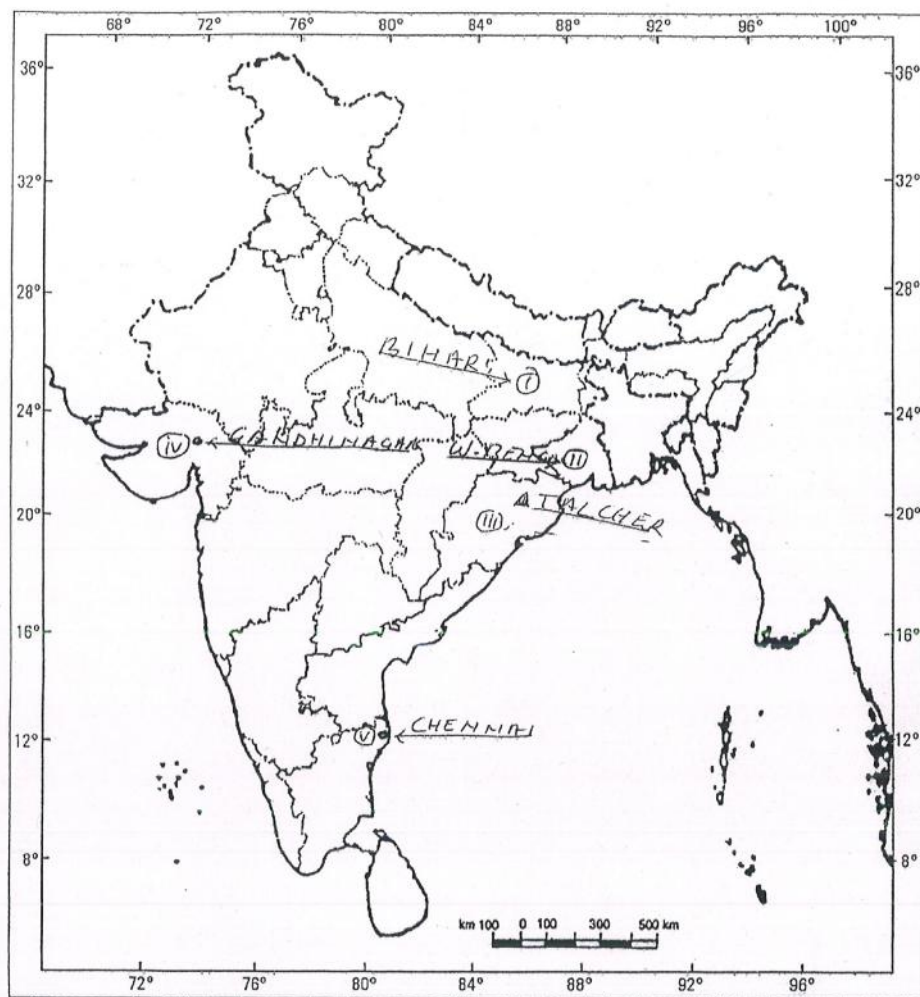 68° 72° 76° 80° 84° 88° 92° 96° 100°
36° 36°
32° 32°
28° 28°
BIHAR
(i)
24° 24°
(iv) GANDHINAGAR W. BENGAL (II)
TALCHER
20° (iii) 20°
16° 16°
CHENNAI
12° (v) 12°
8° 8°
km 100 0 100 300 500 km
72° 76° 80° 84° 88° 92° 96°